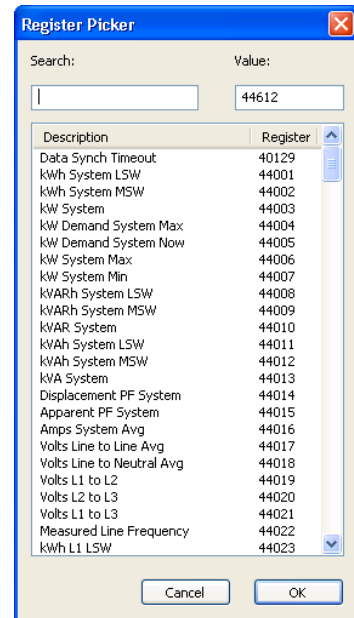 Register Picker
Search: Value:
44612
Description Register
Data Synch Timeout 40129
kWh System LSW 44001
kWh System MSW 44002
kW System 44003
kW Demand System Max 44004
kW Demand System Now 44005
kW System Max 44006
kW System Min 44007
kVARh System LSW 44008
kVARh System MSW 44009
kVAR System 44010
kVAh System LSW 44011
kVAh System MSW 44012
kVA System 44013
Displacement PF System 44014
Apparent PF System 44015
Amps System Avg 44016
Volts Line to Line Avg 44017
Volts Line to Neutral Avg 44018
Volts L1 to L2 44019
Volts L2 to L3 44020
Volts L1 to L3 44021
Measured Line Frequency 44022
kWh L1 LSW 44023
Cancel OK